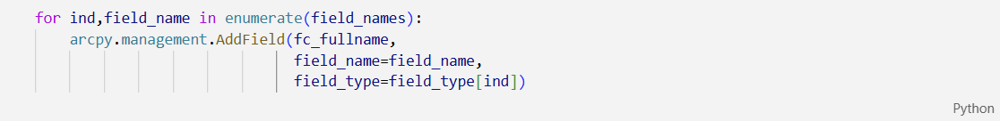 for ind,field_name in enumerate(field_names):
    arcpy.management.AddField(fc_fullname,
                              field_name=field_name,
                              field_type=field_type[ind])
Python